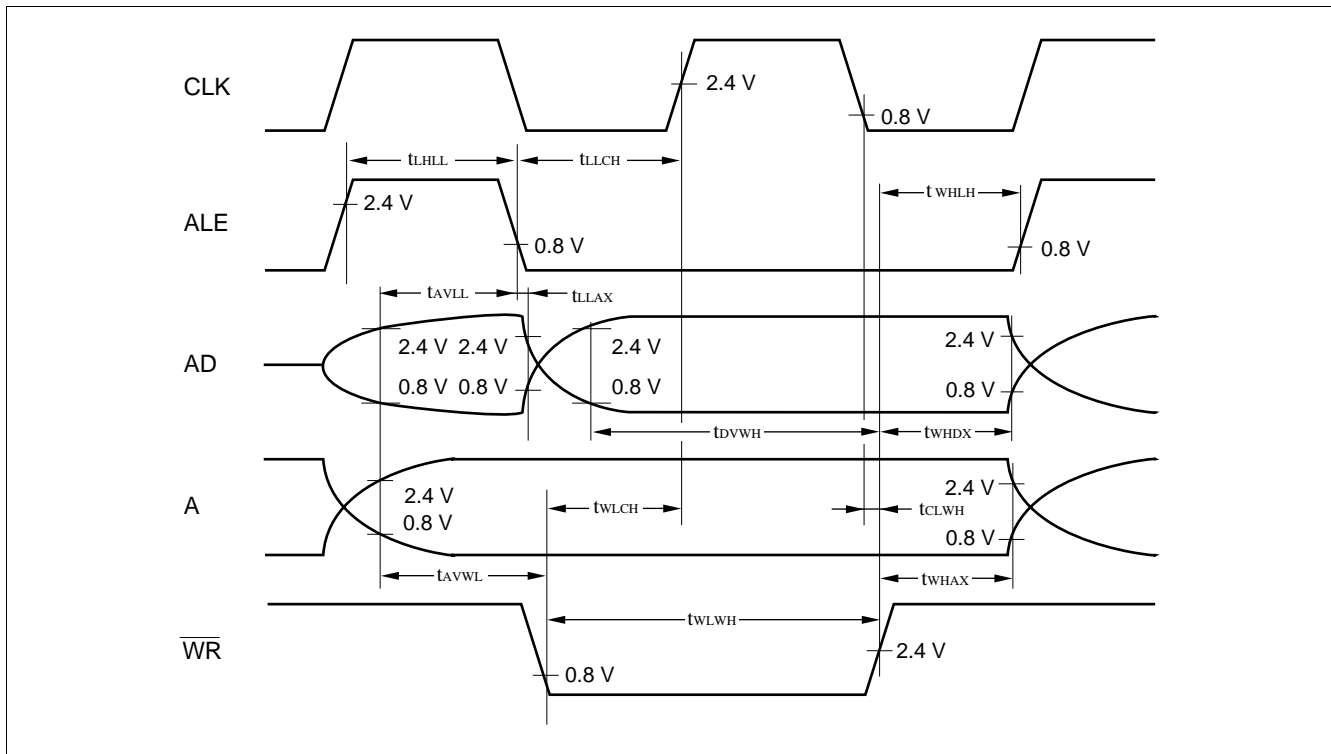 CLK
2.4 V
0.8 V
tLHLL
tLLCH
tWHLH
ALE
2.4 V
0.8 V
0.8 V
tAVLL
tLLAX
AD
2.4 V 2.4 V 2.4 V 2.4 V
0.8 V 0.8 V 0.8 V 0.8 V
tDVWH
tWHDX
A
2.4 V 2.4 V
0.8 V 0.8 V
tWLCH
tCLWH
tAVWL
tWHAX
tWLWH
WR
0.8 V
2.4 V